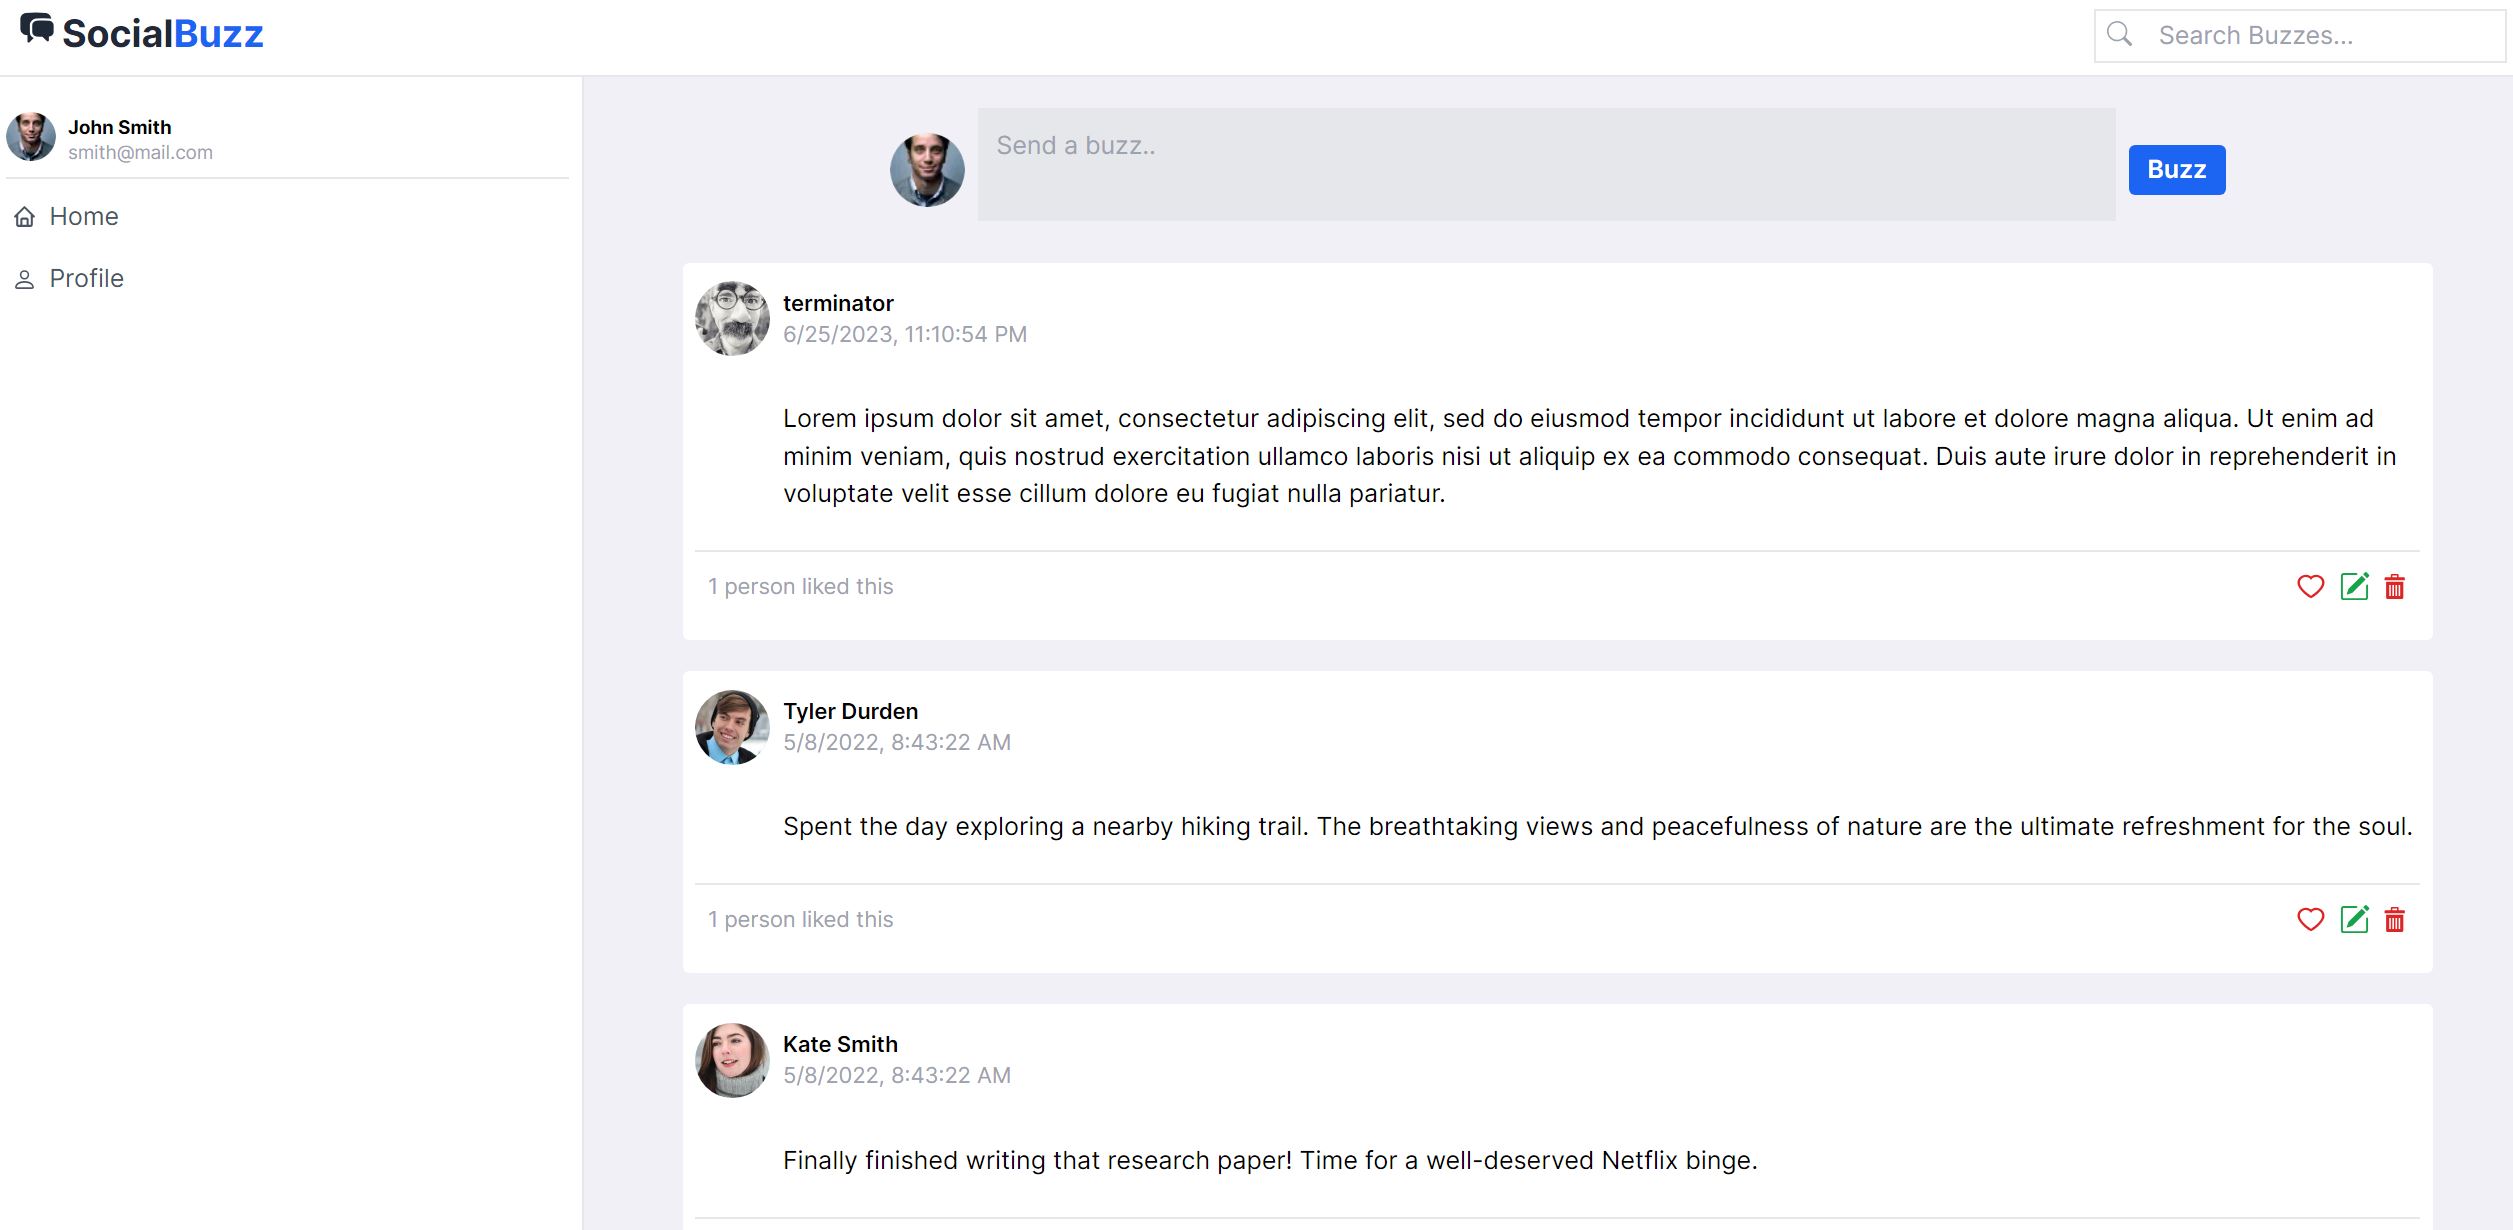 SocialBuzz
Search Buzzes...
John Smith
smith@mail.com
Home
Profile
Send a buzz..
Buzz
terminator
6/25/2023, 11:10:54 PM
Lorem ipsum dolor sit amet, consectetur adipiscing elit, sed do eiusmod tempor incididunt ut labore et dolore magna aliqua. Ut enim ad
minim veniam, quis nostrud exercitation ullamco laboris nisi ut aliquip ex ea commodo consequat. Duis aute irure dolor in reprehenderit in
voluptate velit esse cillum dolore eu fugiat nulla pariatur.
1 person liked this
Tyler Durden
5/8/2022, 8:43:22 AM
Spent the day exploring a nearby hiking trail. The breathtaking views and peacefulness of nature are the ultimate refreshment for the soul.
1 person liked this
Kate Smith
5/8/2022, 8:43:22 AM
Finally finished writing that research paper! Time for a well-deserved Netflix binge.